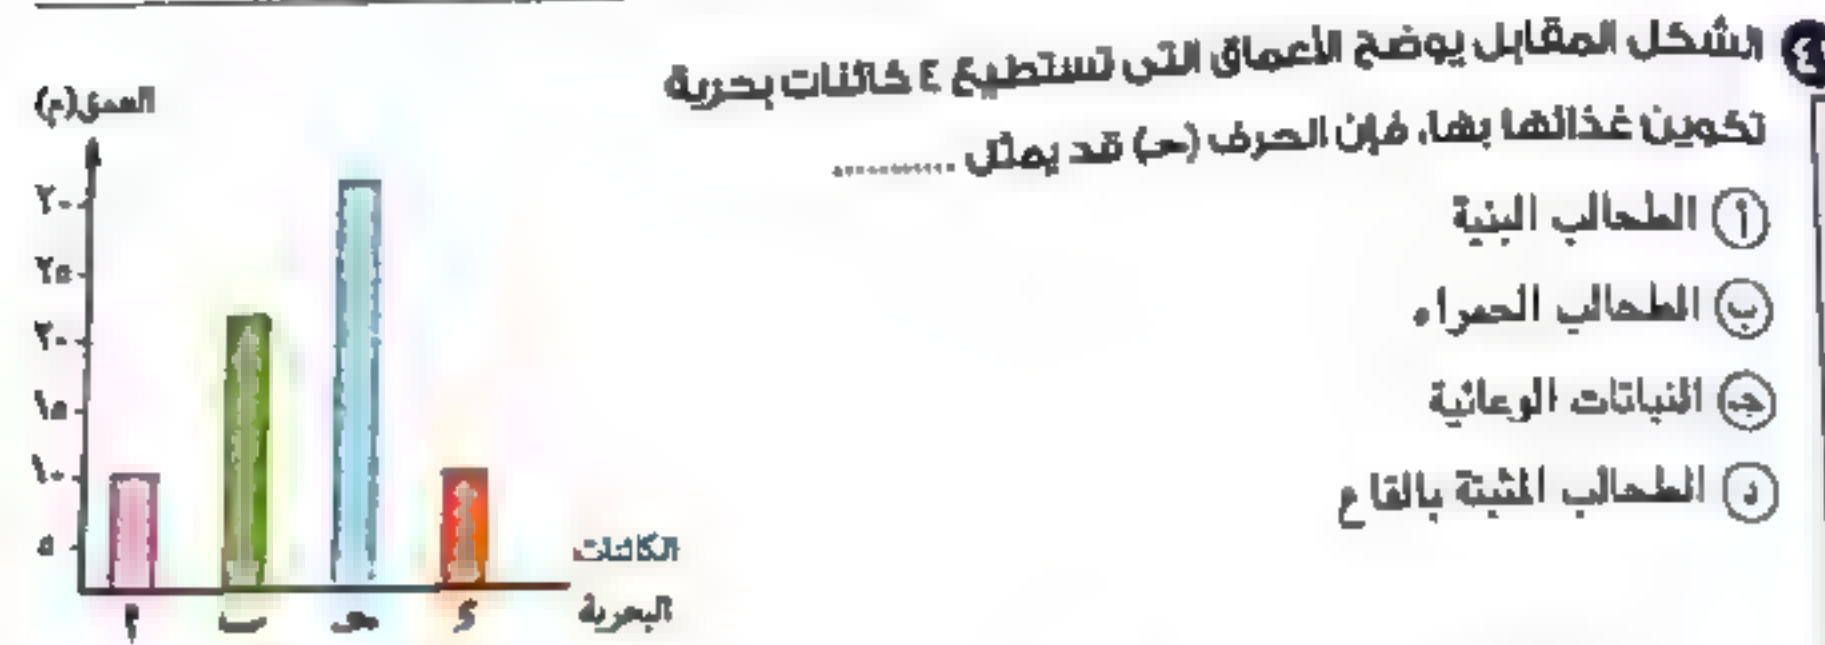 ٤ الشكل المقابل يوضح الأعماق التى تستطيع ٤ كائنات بحرية
تكوين غذائها بها، فإن الحرف (حـ) قد يمثل ............
أ الطحالب البنية
ب الطحالب الحمراء
جـ النباتات الوعائية
د الطحالب المثبتة بالقاع
العمق(م)
٣٠
٢٥
٢٠
١٥
١٠
٥
الكائنات
البحرية
أ ب حـ ء